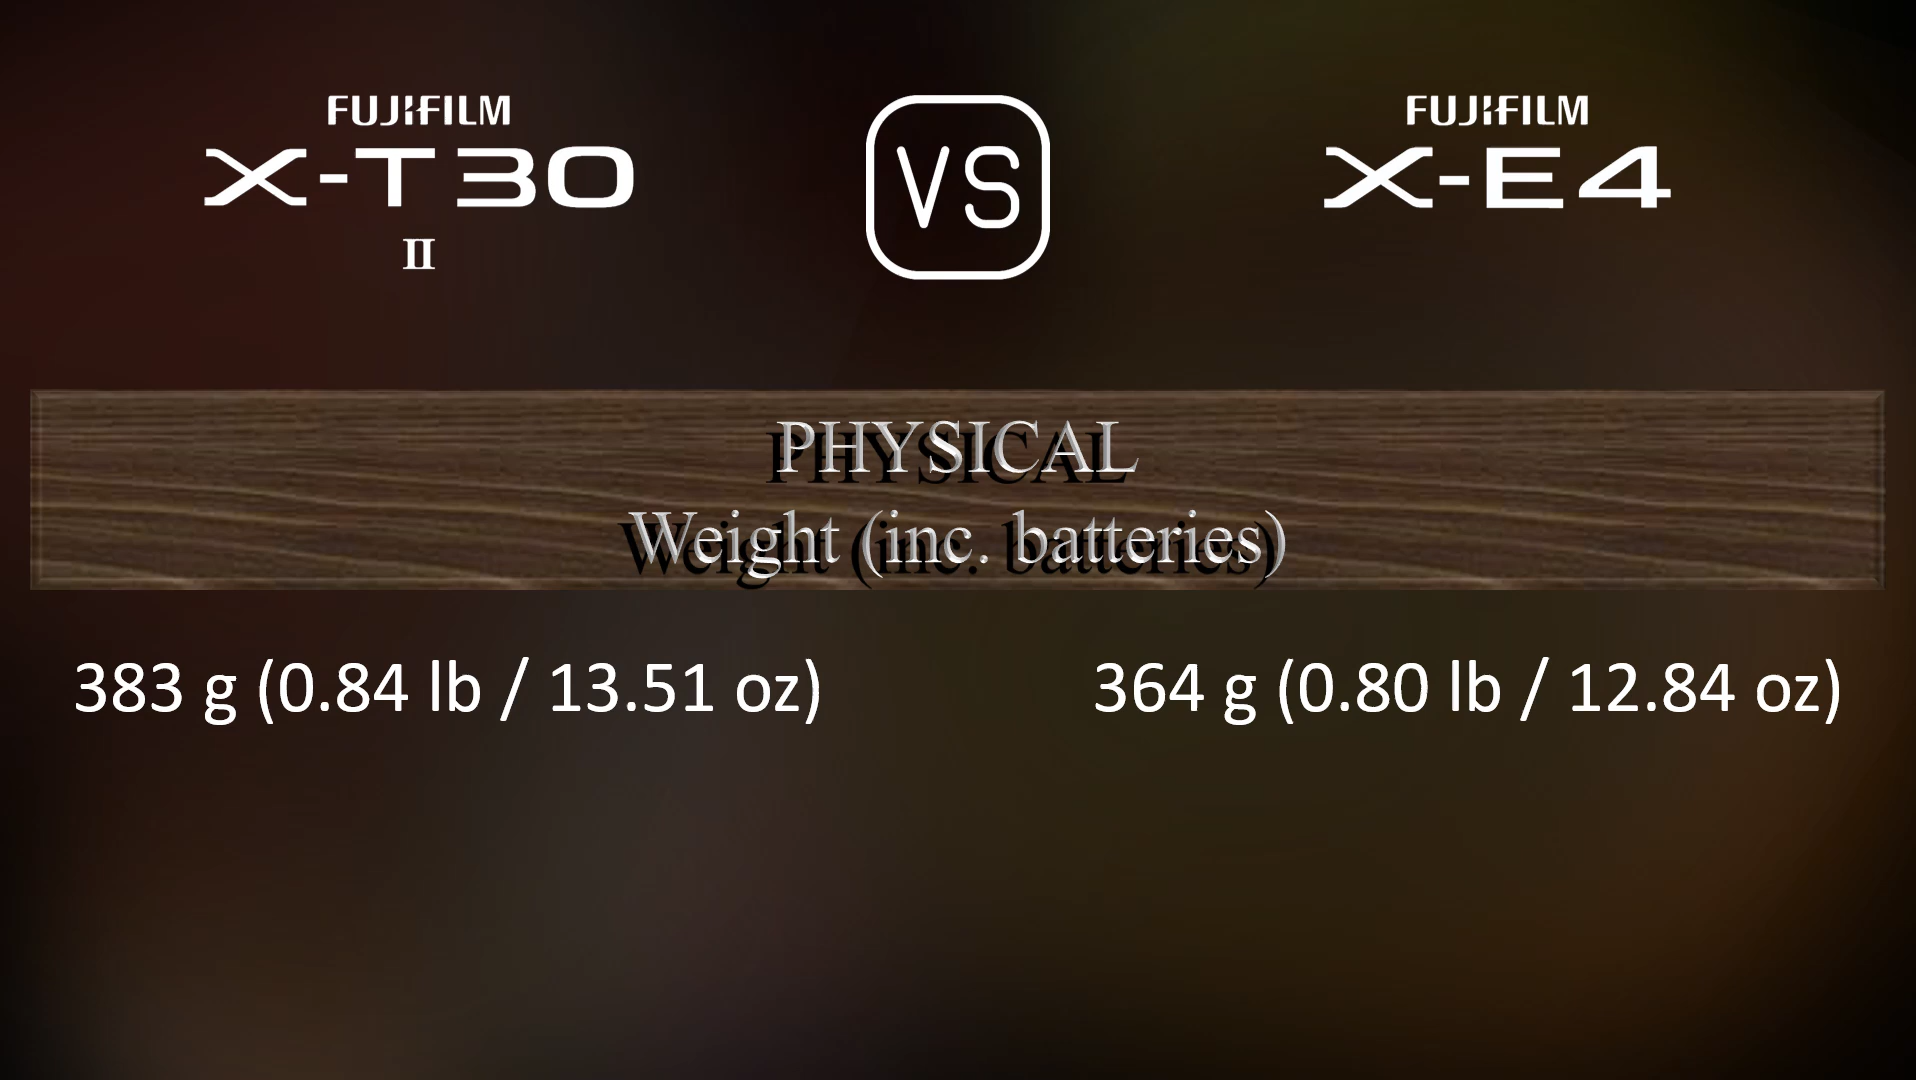 FUJIFILM
X-T30
II
VS
FUJIFILM
X-E4
PHYSICAL
Weight (inc. batteries)
383 g (0.84 lb / 13.51 oz)
364 g (0.80 lb / 12.84 oz)